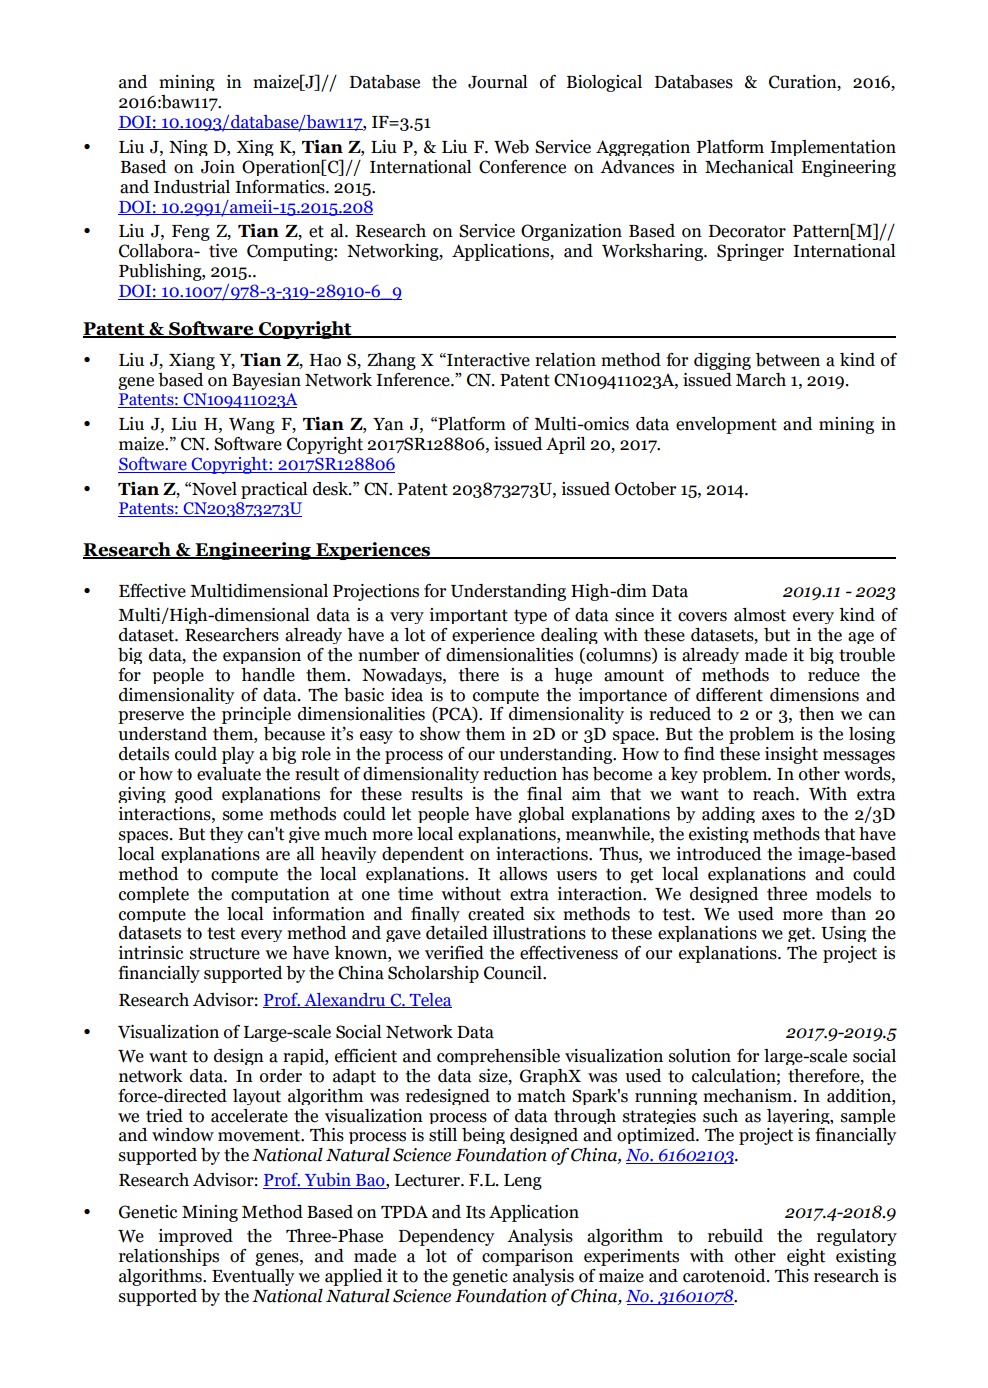 and mining in maize[J]// Database the Journal of Biological Databases & Curation, 2016,
2016:baw117.
DOI: 10.1093/database/baw117, IF=3.51
• Liu J, Ning D, Xing K, Tian Z, Liu P, & Liu F. Web Service Aggregation Platform Implementation
Based on Join Operation[C]// International Conference on Advances in Mechanical Engineering
and Industrial Informatics. 2015.
DOI: 10.2991/ameii-15.2015.208
• Liu J, Feng Z, Tian Z, et al. Research on Service Organization Based on Decorator Pattern[M]//
Collabora- tive Computing: Networking, Applications, and Worksharing. Springer International
Publishing, 2015..
DOI: 10.1007/978-3-319-28910-6_9
Patent & Software Copyright
• Liu J, Xiang Y, Tian Z, Hao S, Zhang X “Interactive relation method for digging between a kind of
gene based on Bayesian Network Inference.” CN. Patent CN109411023A, issued March 1, 2019.
Patents: CN109411023A
• Liu J, Liu H, Wang F, Tian Z, Yan J, “Platform of Multi-omics data envelopment and mining in
maize.” CN. Software Copyright 2017SR128806, issued April 20, 2017.
Software Copyright: 2017SR128806
• Tian Z, “Novel practical desk.” CN. Patent 203873273U, issued October 15, 2014.
Patents: CN203873273U
Research & Engineering Experiences
• Effective Multidimensional Projections for Understanding High-dim Data 2019.11 - 2023
Multi/High-dimensional data is a very important type of data since it covers almost every kind of
dataset. Researchers already have a lot of experience dealing with these datasets, but in the age of
big data, the expansion of the number of dimensionalities (columns) is already made it big trouble
for people to handle them. Nowadays, there is a huge amount of methods to reduce the
dimensionality of data. The basic idea is to compute the importance of different dimensions and
preserve the principle dimensionalities (PCA). If dimensionality is reduced to 2 or 3, then we can
understand them, because it’s easy to show them in 2D or 3D space. But the problem is the losing
details could play a big role in the process of our understanding. How to find these insight messages
or how to evaluate the result of dimensionality reduction has become a key problem. In other words,
giving good explanations for these results is the final aim that we want to reach. With extra
interactions, some methods could let people have global explanations by adding axes to the 2/3D
spaces. But they can't give much more local explanations, meanwhile, the existing methods that have
local explanations are all heavily dependent on interactions. Thus, we introduced the image-based
method to compute the local explanations. It allows users to get local explanations and could
complete the computation at one time without extra interaction. We designed three models to
compute the local information and finally created six methods to test. We used more than 20
datasets to test every method and gave detailed illustrations to these explanations we get. Using the
intrinsic structure we have known, we verified the effectiveness of our explanations. The project is
financially supported by the China Scholarship Council.
Research Advisor: Prof. Alexandru C. Telea
• Visualization of Large-scale Social Network Data 2017.9-2019.5
We want to design a rapid, efficient and comprehensible visualization solution for large-scale social
network data. In order to adapt to the data size, GraphX was used to calculation; therefore, the
force-directed layout algorithm was redesigned to match Spark's running mechanism. In addition,
we tried to accelerate the visualization process of data through strategies such as layering, sample
and window movement. This process is still being designed and optimized. The project is financially
supported by the National Natural Science Foundation of China, No. 61602103.
Research Advisor: Prof. Yubin Bao, Lecturer. F.L. Leng
• Genetic Mining Method Based on TPDA and Its Application 2017.4-2018.9
We improved the Three-Phase Dependency Analysis algorithm to rebuild the regulatory
relationships of genes, and made a lot of comparison experiments with other eight existing
algorithms. Eventually we applied it to the genetic analysis of maize and carotenoid. This research is
supported by the National Natural Science Foundation of China, No. 31601078.